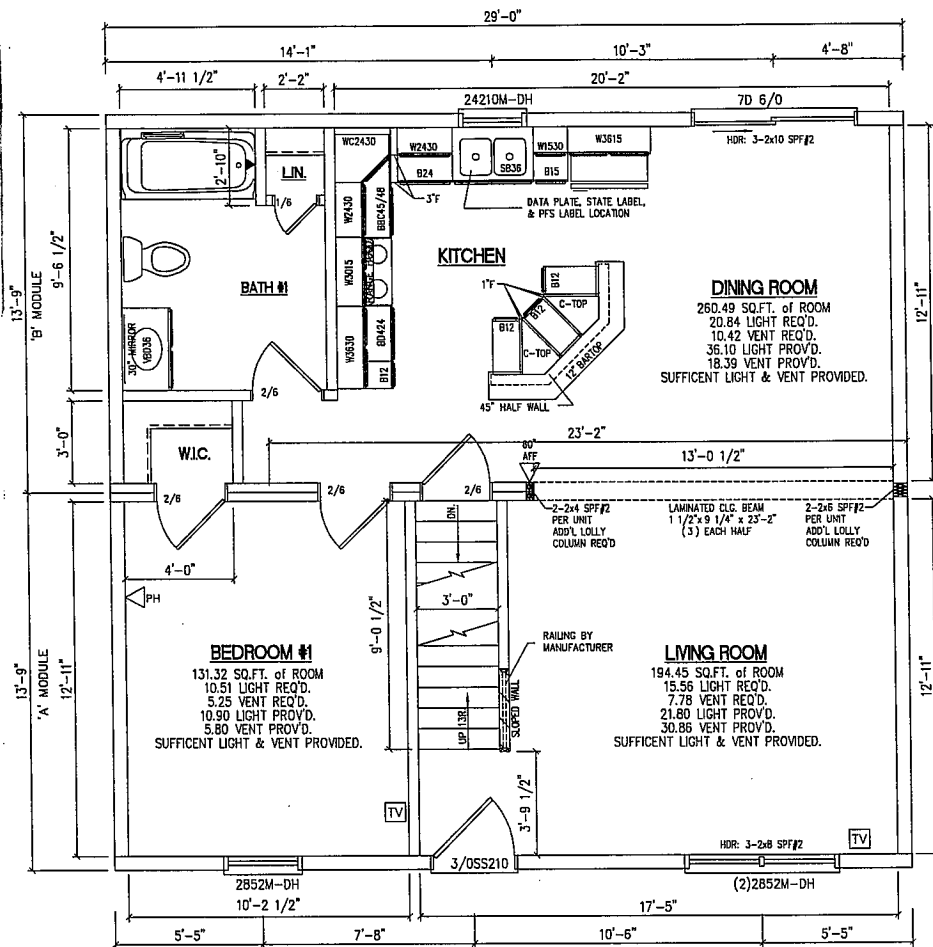 29'-0"
14'-1"
10'-3"
4'-8"
4'-11 1/2"
2'-2"
20'-2"
24210M-DH
7D 6/0
HDR: 3-2x10 SPF#2
WC2430
W2430
W1530
W3615
B24
SB36
B15
3"F
DATA PLATE, STATE LABEL,
& PFS LABEL LOCATION
2'-10"
LIN.
1/6
W2430
BBC45/48
W3015
RANGE HOOD
W3630
BD424
B12
KITCHEN
BATH #1
30" MIRROR
VBD36
2/6
1"F
B12
C-TOP
B12
B12
C-TOP
12" BARTOP
45" HALF WALL
DINING ROOM
260.49 SQ.FT. of ROOM
20.84 LIGHT REQ'D.
10.42 VENT REQ'D.
36.10 LIGHT PROV'D.
18.39 VENT PROV'D.
SUFFICENT LIGHT & VENT PROVIDED.
13'-9"
'B' MODULE
9'-6 1/2"
12'-11"
3'-0"
W.I.C.
23'-2"
80"
AFF
13'-0 1/2"
2/6
2/6
2/6
2-2x4 SPF#2
PER UNIT
ADD'L LOLLY
COLUMN REQ'D
LAMINATED CLG. BEAM
1 1/2"x9 1/4" x 23'-2"
(3) EACH HALF
2-2x6 SPF#2
PER UNIT
ADD'L LOLLY
COLUMN REQ'D
4'-0"
PH
DN.
3'-0"
9'-0 1/2"
RAILING BY
MANUFACTURER
SLOPED WALL
UP 13R
BEDROOM #1
131.32 SQ.FT. of ROOM
10.51 LIGHT REQ'D.
5.25 VENT REQ'D.
10.90 LIGHT PROV'D.
5.80 VENT PROV'D.
SUFFICENT LIGHT & VENT PROVIDED.
LIVING ROOM
194.45 SQ.FT. of ROOM
15.56 LIGHT REQ'D.
7.78 VENT REQ'D.
21.80 LIGHT PROV'D.
30.86 VENT PROV'D.
SUFFICENT LIGHT & VENT PROVIDED.
13'-9"
'A' MODULE
12'-11"
12'-11"
3'-9 1/2"
TV
TV
3/0SS210
HDR: 3-2x8 SPF#2
2852M-DH
(2)2852M-DH
10'-2 1/2"
17'-5"
5'-5"
7'-8"
10'-6"
5'-5"